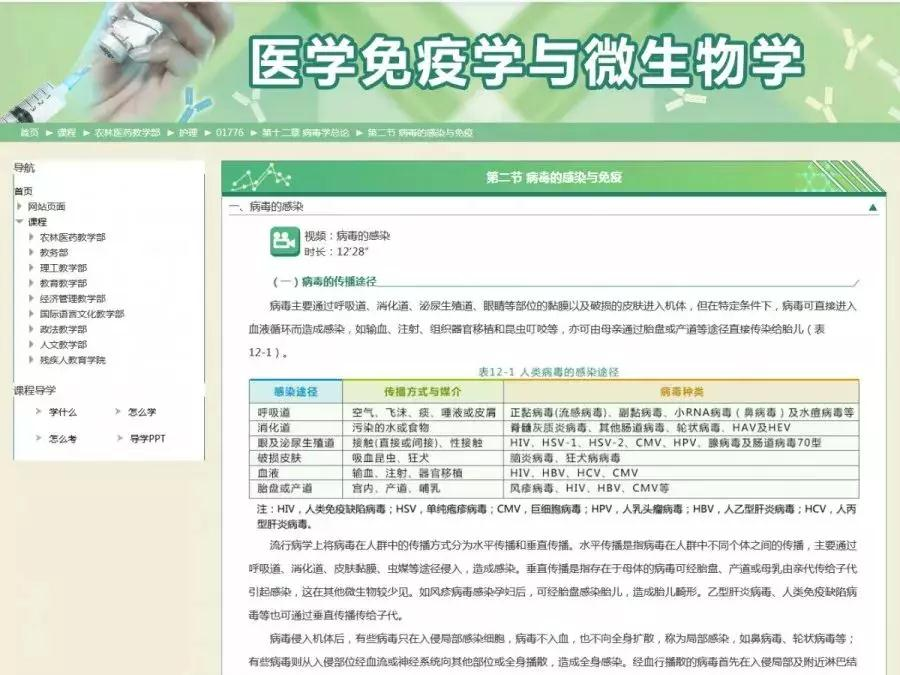 医学免疫学与微生物学
首页 ▶ 课程 ▶ 农林医药教学部 ▶ 护理 ▶ 01776 ▶ 第十二章 病毒学总论 ▶ 第二节 病毒的感染与免疫
导航
首页
网站页面
课程
农林医药教学部
教务部
理工教学部
教育教学部
经济管理教学部
国际语言文化教学部
政法教学部
人文教学部
残疾人教育学院
课程导学
学什么 怎么学
怎么考 导学PPT
第二节 病毒的感染与免疫
一、病毒的感染
视频：病毒的感染
时长：12'28"
（一）病毒的传播途径
病毒主要通过呼吸道、消化道、泌尿生殖道、眼睛等部位的黏膜以及破损的皮肤进入机体，但在特定条件下，病毒可直接进入
血液循环而造成感染，如输血、注射、组织器官移植和昆虫叮咬等，亦可由母亲通过胎盘或产道等途径直接传染给胎儿（表
12-1）。
表12-1 人类病毒的感染途径
感染途径 传播方式与媒介 病毒种类
呼吸道 空气、飞沫、痰、唾液或皮屑 正黏病毒(流感病毒)、副黏病毒、小RNA病毒（鼻病毒）及水痘病毒等
消化道 污染的水或食物 脊髓灰质炎病毒、其他肠道病毒、轮状病毒、HAV及HEV
眼及泌尿生殖道 接触(直接或间接)、性接触 HIV、HSV-1、HSV-2、CMV、HPV、腺病毒及肠道病毒70型
破损皮肤 吸血昆虫、狂犬 脑炎病毒、狂犬病病毒
血液 输血、注射、器官移植 HIV、HBV、HCV、CMV
胎盘或产道 宫内、产道、哺乳 风疹病毒、HIV、HBV、CMV等
注：HIV，人类免疫缺陷病毒；HSV，单纯疱疹病毒；CMV，巨细胞病毒；HPV，人乳头瘤病毒；HBV，人乙型肝炎病毒；HCV，人丙
型肝炎病毒。
流行病学上将病毒在人群中的传播方式分为水平传播和垂直传播。水平传播是指病毒在人群中不同个体之间的传播，主要通过
呼吸道、消化道、皮肤黏膜、虫媒等途径侵入，造成感染。垂直传播是指存在于母体的病毒可经胎盘、产道或母乳由亲代传给子代
引起感染，这在其他微生物较少见。如风疹病毒感染孕妇后，可经胎盘感染胎儿，造成胎儿畸形。乙型肝炎病毒、人类免疫缺陷病
毒等也可通过垂直传播传给子代。
病毒侵入机体后，有些病毒只在入侵局部感染细胞，病毒不入血，也不向全身扩散，称为局部感染，如鼻病毒、轮状病毒等；
有些病毒则从入侵部位经血流或神经系统向其他部位或全身播散，造成全身感染。经血行播散的病毒首先在入侵局部及附近淋巴结